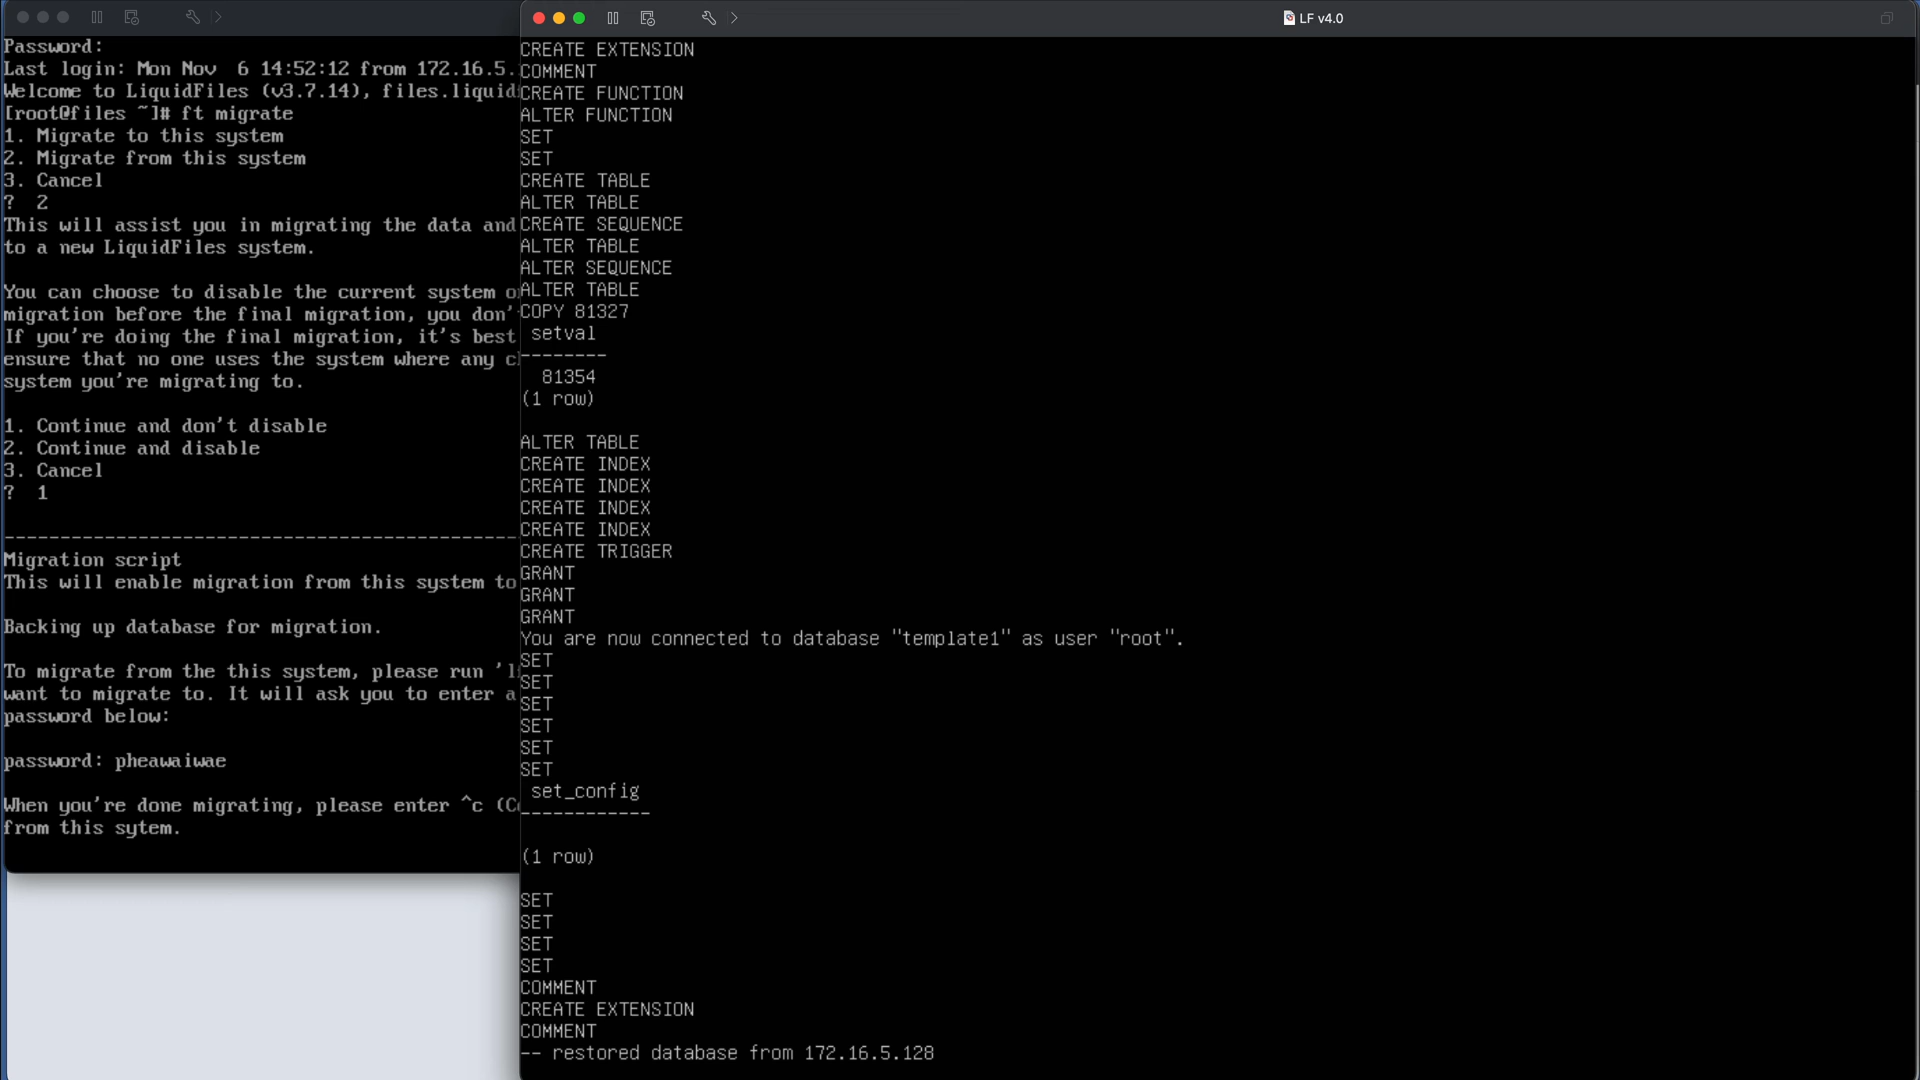 Password:
Last login: Mon Nov  6 14:52:12 from 172.16.5.
Welcome to LiquidFiles (v3.7.14), files.liquid
[root@files ~]# ft migrate
1. Migrate to this system
2. Migrate from this system
3. Cancel
?  2
This will assist you in migrating the data and
to a new LiquidFiles system.
You can choose to disable the current system o
migration before the final migration, you don'
If you're doing the final migration, it's best
ensure that no one uses the system where any c
system you're migrating to.
1. Continue and don't disable
2. Continue and disable
3. Cancel
?  1
------------------------------------------------
Migration script
This will enable migration from this system to
Backing up database for migration.
To migrate from the this system, please run 'l
want to migrate to. It will ask you to enter a
password below:
password: pheawaiwae
When you're done migrating, please enter ^c (C
from this sytem.
LF v4.0
CREATE EXTENSION
COMMENT
CREATE FUNCTION
ALTER FUNCTION
SET
SET
CREATE TABLE
ALTER TABLE
CREATE SEQUENCE
ALTER TABLE
ALTER SEQUENCE
ALTER TABLE
COPY 81327
setval
--------
81354
(1 row)
ALTER TABLE
CREATE INDEX
CREATE INDEX
CREATE INDEX
CREATE INDEX
CREATE TRIGGER
GRANT
GRANT
GRANT
You are now connected to database "template1" as user "root".
SET
SET
SET
SET
SET
SET
set_config
------------
(1 row)
SET
SET
SET
SET
COMMENT
CREATE EXTENSION
COMMENT
-- restored database from 172.16.5.128